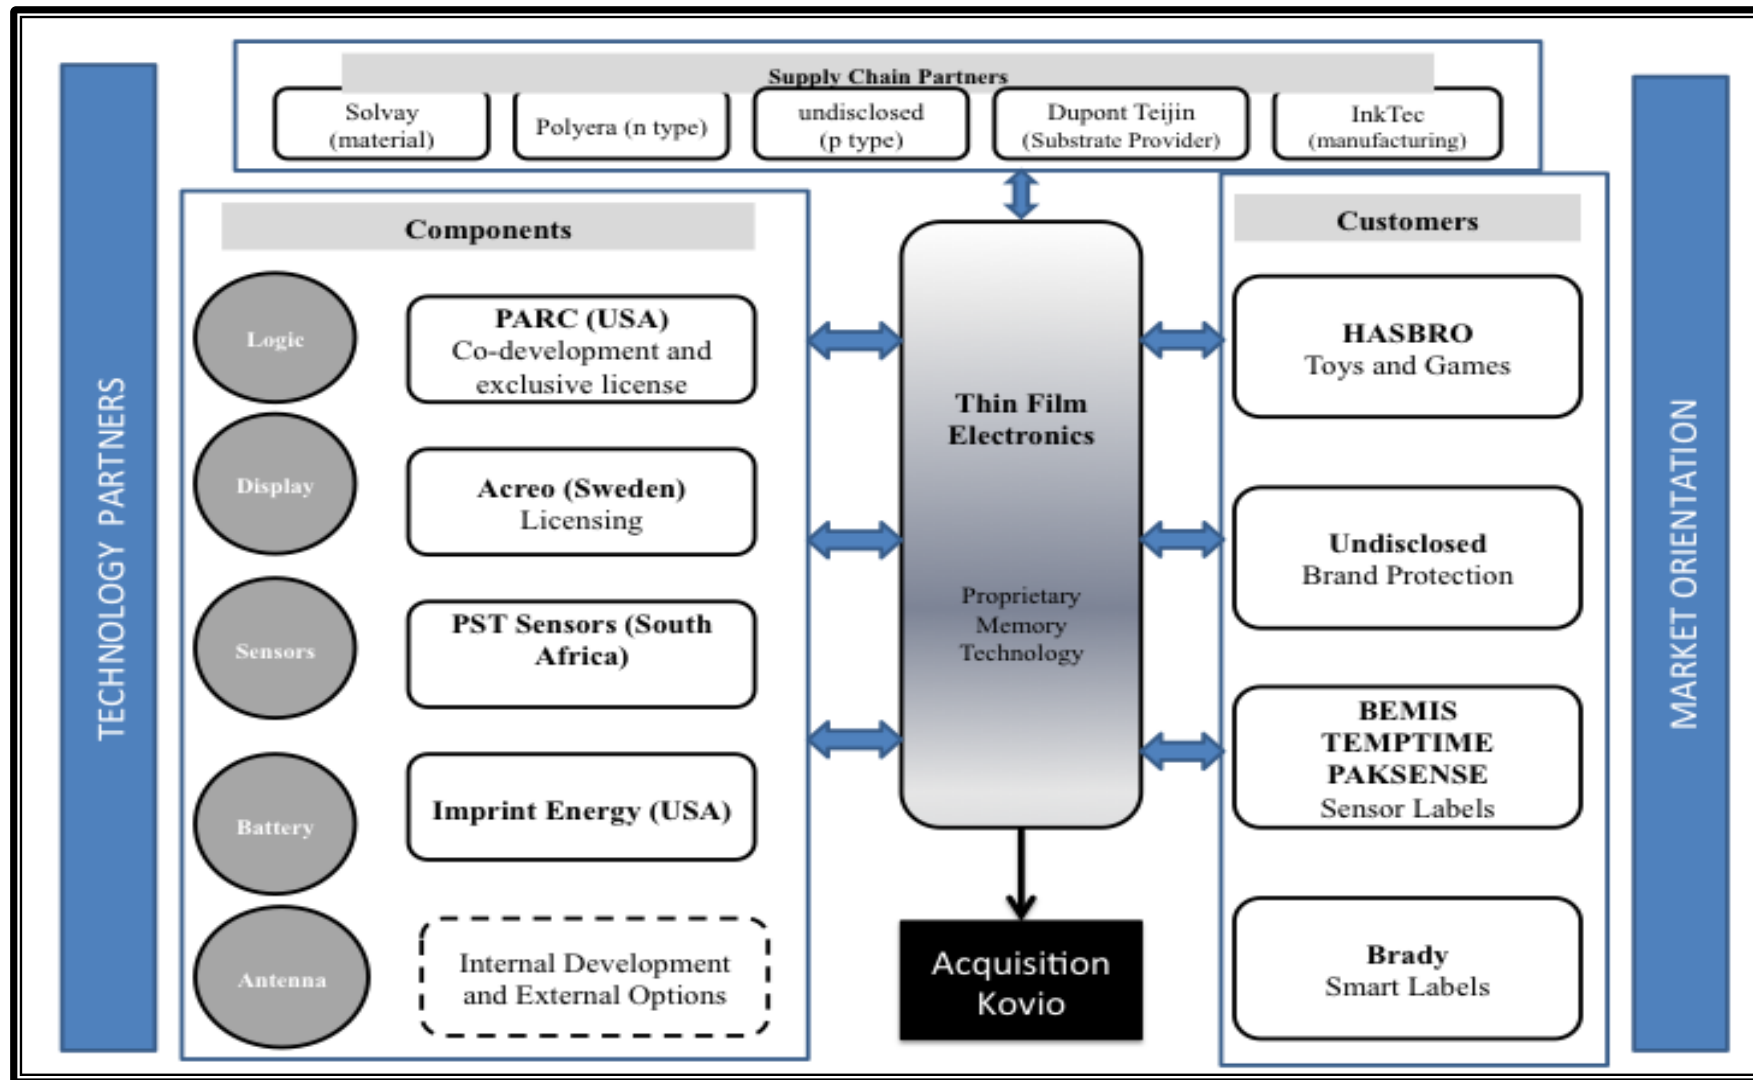 Supply Chain Partners
Solvay
(material)
Polyera (n type)
undisclosed
(p type)
Dupont Teijin
(Substrate Provider)
InkTec
(manufacturing)
TECHNOLOGY PARTNERS
Components
Logic
PARC (USA)
Co-development and
exclusive license
Display
Acreo (Sweden)
Licensing
Sensors
PST Sensors (South
Africa)
Battery
Imprint Energy (USA)
Antenna
Internal Development
and External Options
Thin Film
Electronics
Proprietary
Memory
Technology
Acquisition
Kovio
Customers
HASBRO
Toys and Games
Undisclosed
Brand Protection
BEMIS
TEMPTIME
PAKSENSE
Sensor Labels
Brady
Smart Labels
MARKET ORIENTATION